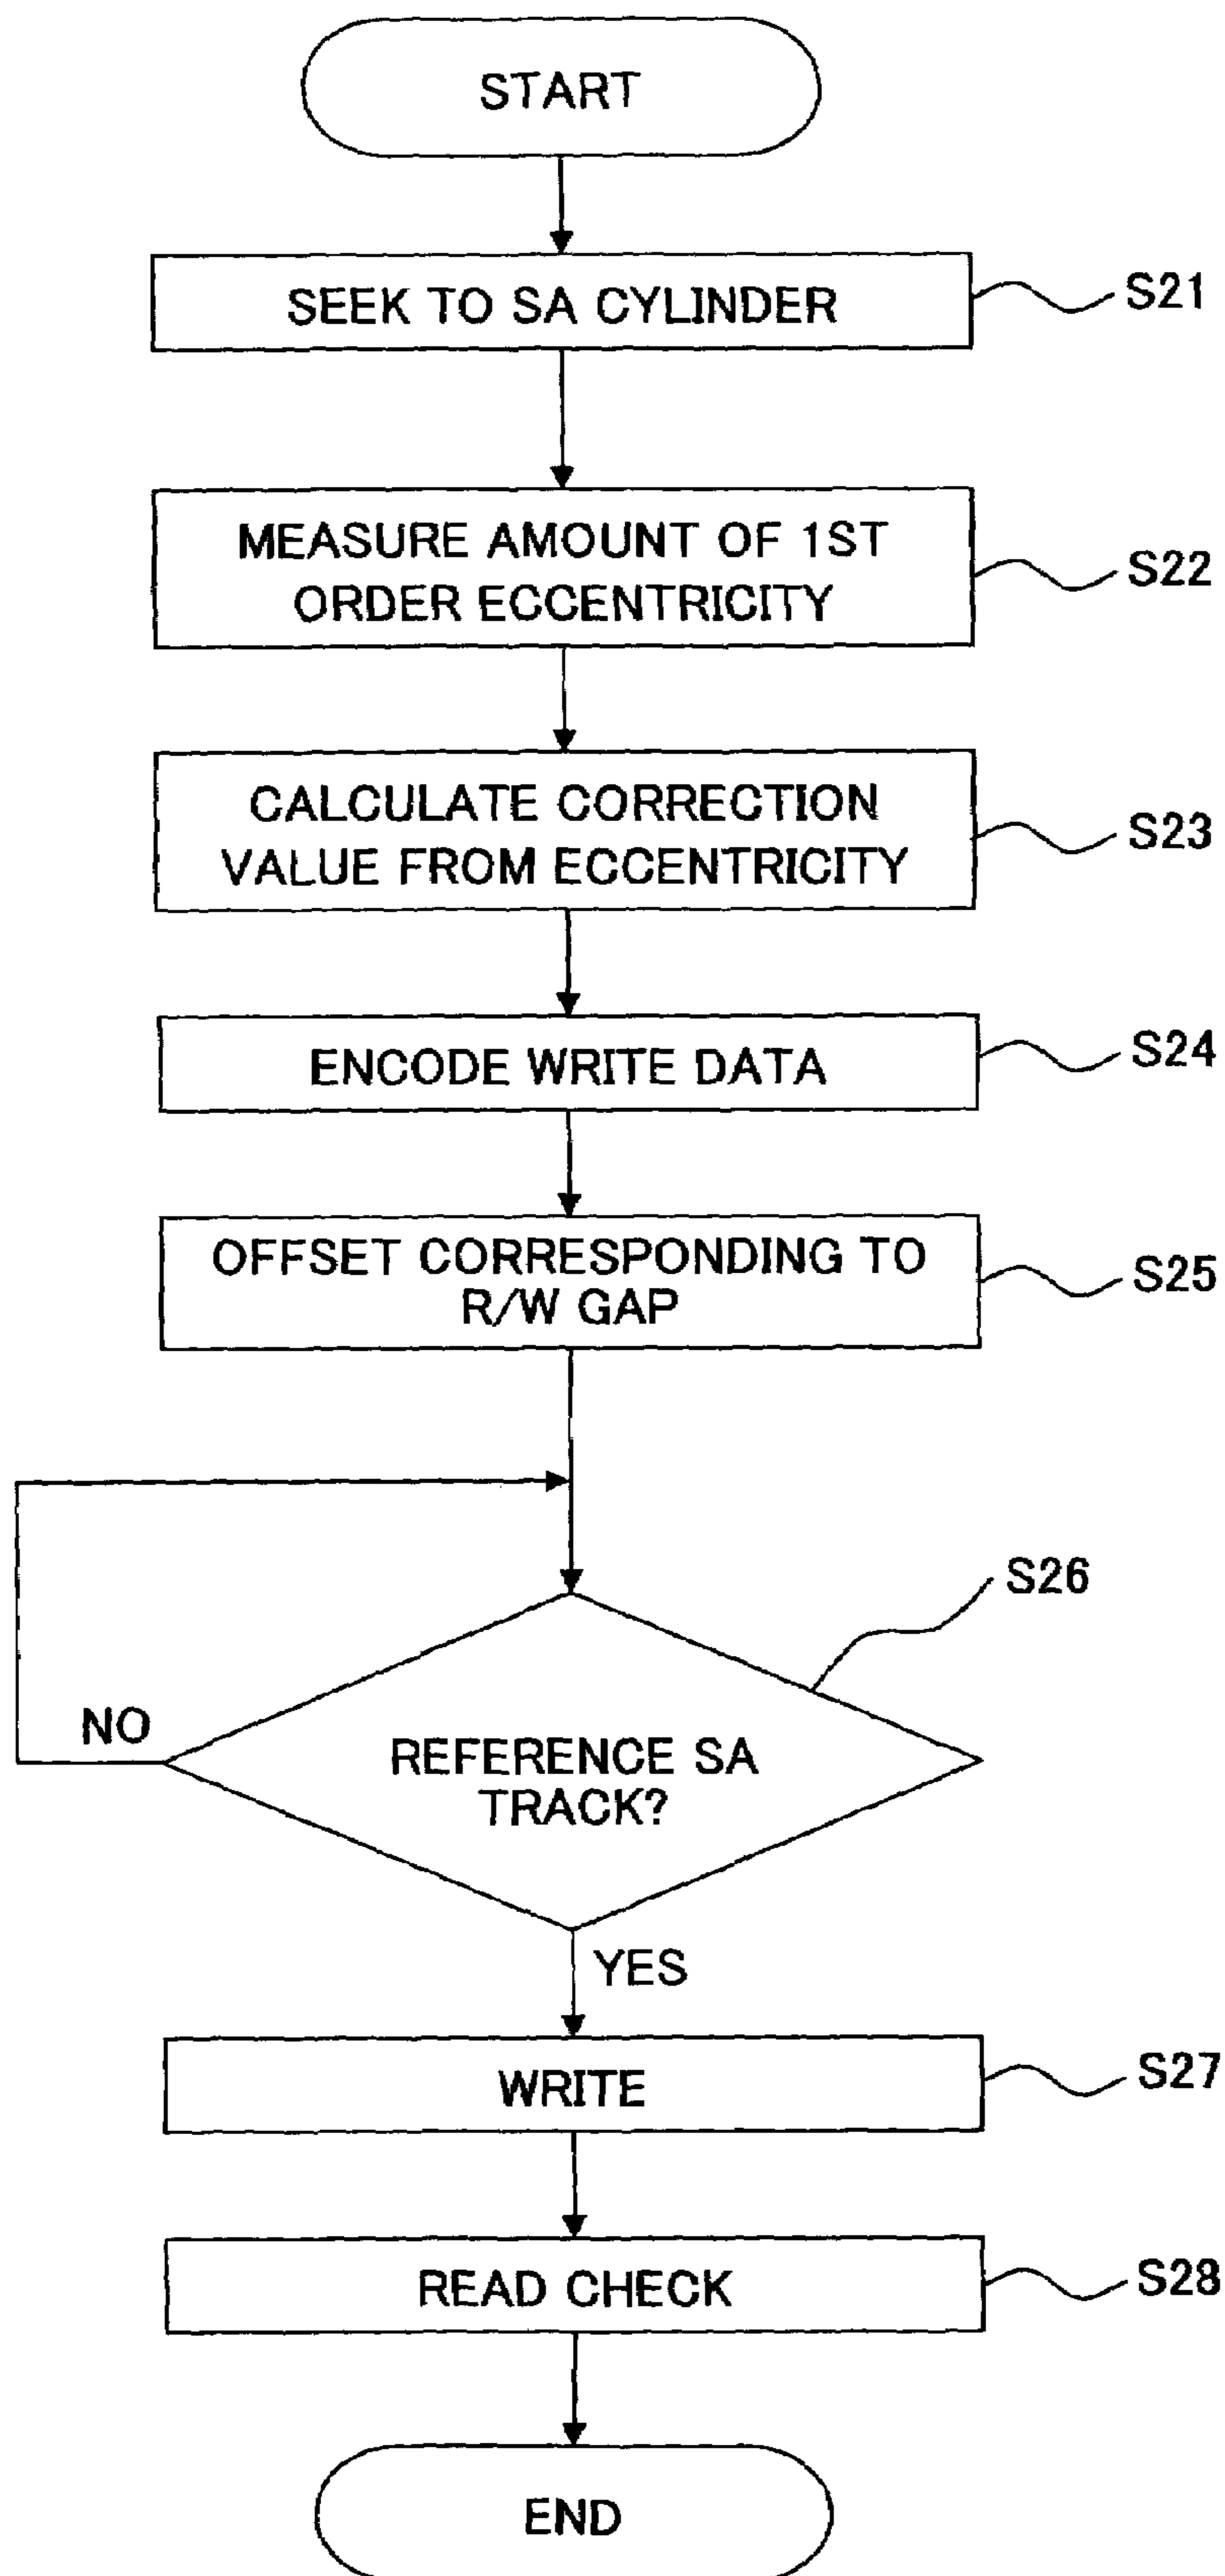 START
SEEK TO SA CYLINDER
S21
MEASURE AMOUNT OF 1ST
ORDER ECCENTRICITY
S22
CALCULATE CORRECTION
VALUE FROM ECCENTRICITY
S23
ENCODE WRITE DATA
S24
OFFSET CORRESPONDING TO
R/W GAP
S25
S26
NO
REFERENCE SA
TRACK?
YES
WRITE
S27
READ CHECK
S28
END